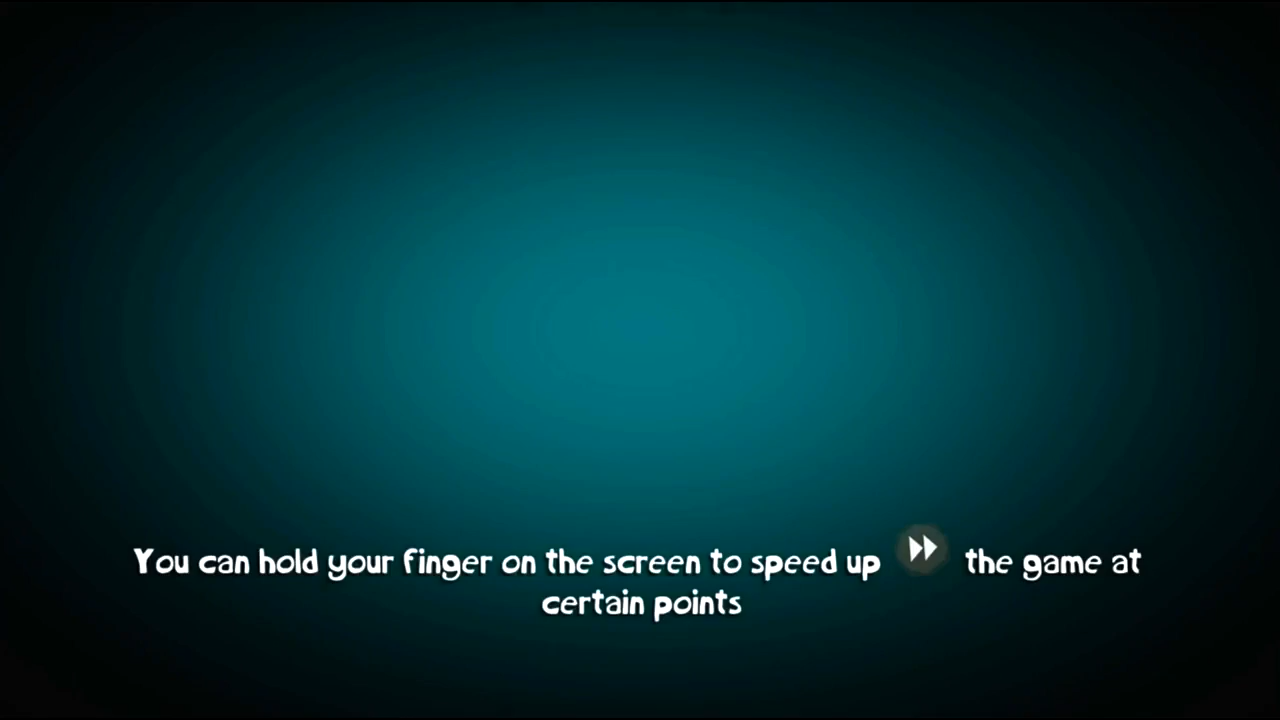 You can hold your finger on the screen to speed up the game at
certain points